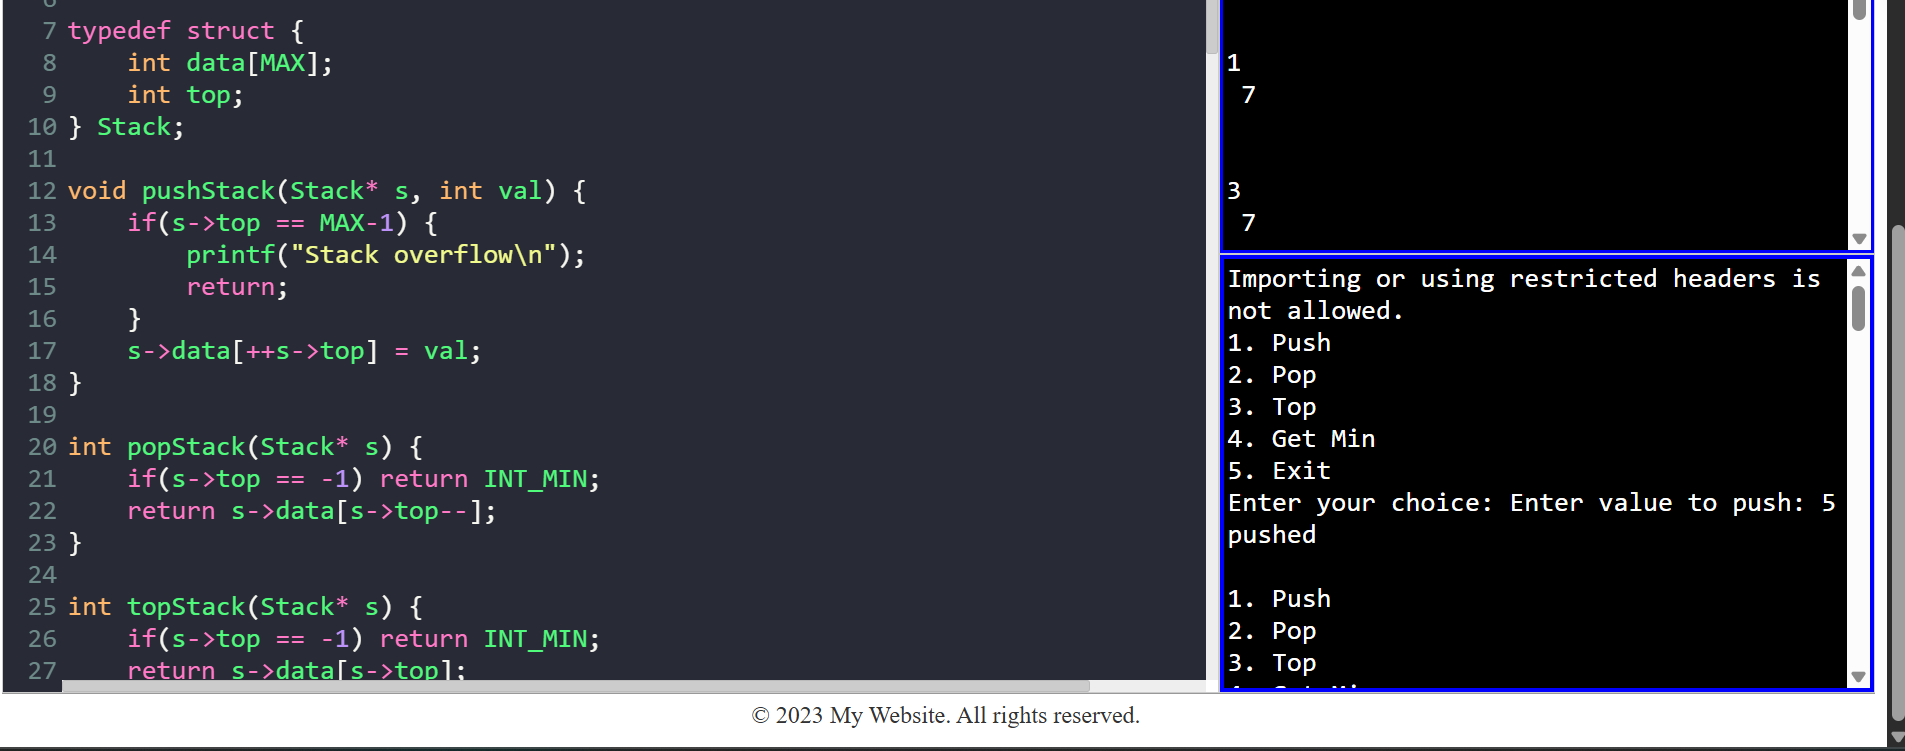 7 typedef struct {
8     int data[MAX];
9     int top;
10 } Stack;
11
12 void pushStack(Stack* s, int val) {
13     if(s->top == MAX-1) {
14         printf("Stack overflow\n");
15         return;
16     }
17     s->data[++s->top] = val;
18 }
19
20 int popStack(Stack* s) {
21     if(s->top == -1) return INT_MIN;
22     return s->data[s->top--];
23 }
24
25 int topStack(Stack* s) {
26     if(s->top == -1) return INT_MIN;
27     return s->data[s->top];
1
7
3
7
Importing or using restricted headers is
not allowed.
1. Push
2. Pop
3. Top
4. Get Min
5. Exit
Enter your choice: Enter value to push: 5
pushed
1. Push
2. Pop
3. Top
© 2023 My Website. All rights reserved.